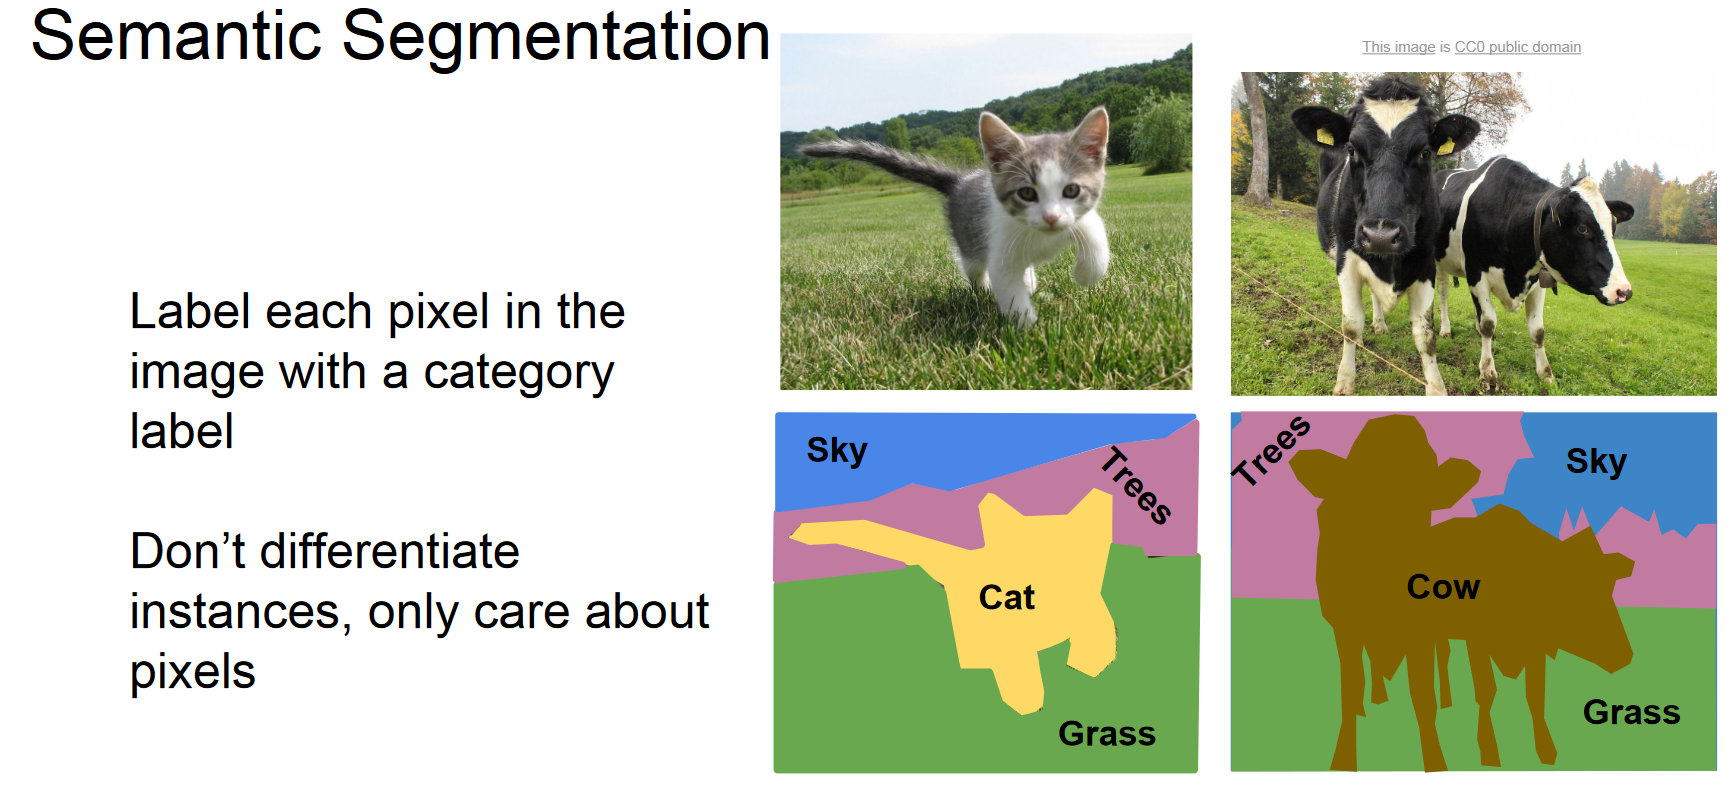 Semantic Segmentation
This image is CC0 public domain
Label each pixel in the
image with a category
label
Don’t differentiate
instances, only care about
pixels
Sky
Trees
Cat
Grass
Trees
Sky
Cow
Grass